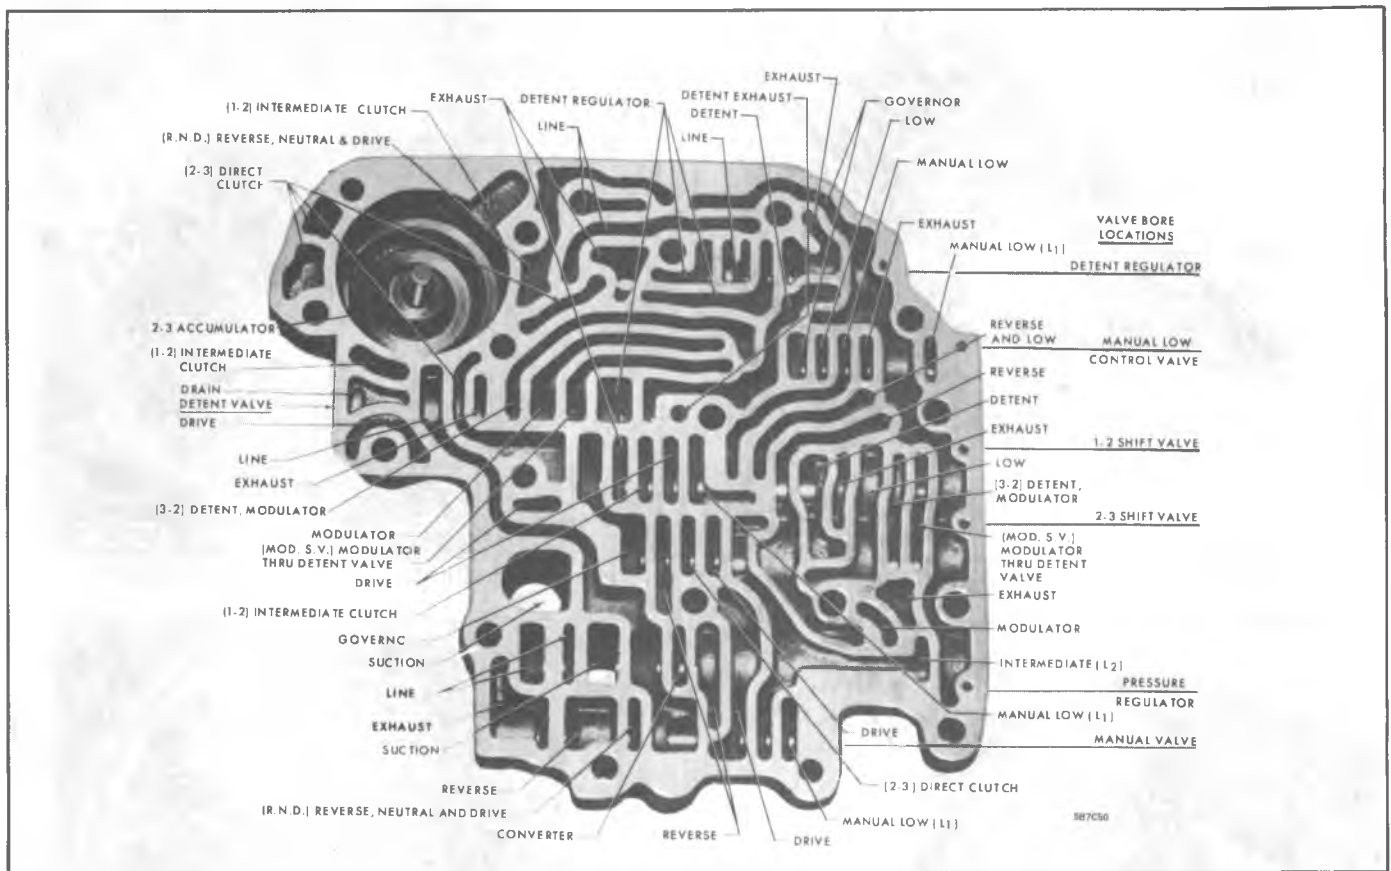 EXHAUST
(1-2) INTERMEDIATE CLUTCH
EXHAUST
DETENT REGULATOR
DETENT EXHAUST
GOVERNOR
DETENT
LOW
LINE
LINE
(R.N.D.) REVERSE, NEUTRAL & DRIVE
MANUAL LOW
(2-3) DIRECT
CLUTCH
EXHAUST
VALVE BORE
LOCATIONS
MANUAL LOW (L1)
DETENT REGULATOR
2-3 ACCUMULATOR
REVERSE
AND LOW
MANUAL LOW
CONTROL VALVE
(1-2) INTERMEDIATE
CLUTCH
REVERSE
DRAIN
DETENT VALVE
DETENT
DRIVE
EXHAUST
1-2 SHIFT VALVE
LINE
LOW
EXHAUST
(3-2) DETENT,
MODULATOR
(3-2) DETENT, MODULATOR
2-3 SHIFT VALVE
MODULATOR
(MOD. S.V.) MODULATOR
THRU DETENT VALVE
(MOD. S.V.)
MODULATOR
THRU DETENT
VALVE
DRIVE
EXHAUST
(1-2) INTERMEDIATE CLUTCH
MODULATOR
GOVERNC
SUCTION
INTERMEDIATE (L2)
LINE
PRESSURE
REGULATOR
MANUAL LOW (L1)
EXHAUST
SUCTION
DRIVE
MANUAL VALVE
REVERSE
(2-3) DIRECT CLUTCH
(R.N.D.) REVERSE, NEUTRAL AND DRIVE
MANUAL LOW (L1)
CONVERTER
REVERSE
DRIVE
SB7C50